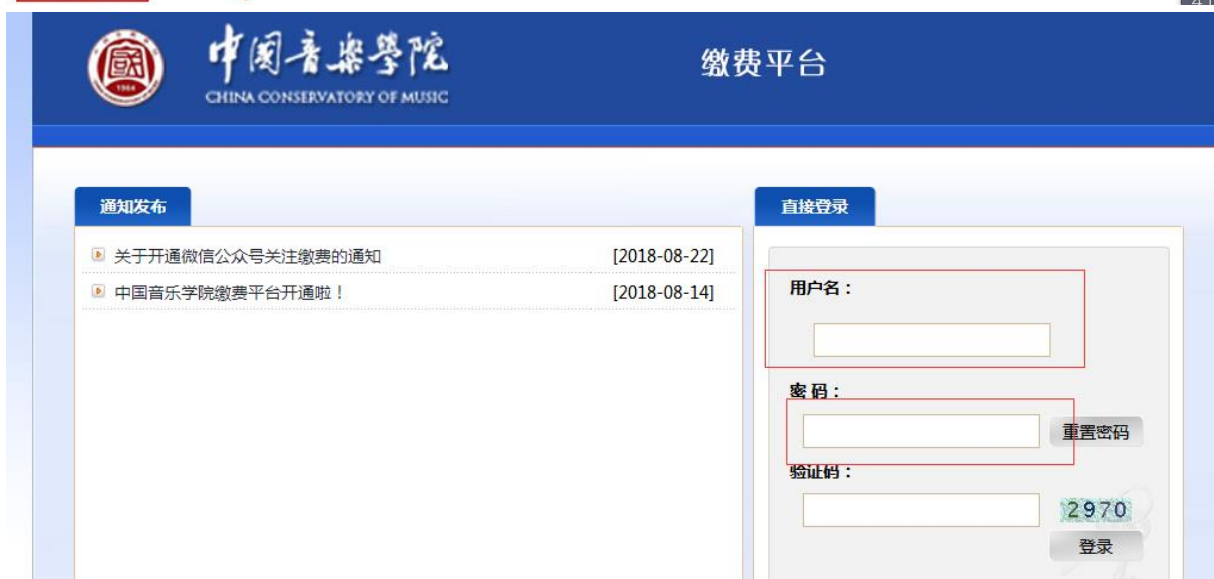 中国音樂學院
CHINA CONSERVATORY OF MUSIC
缴费平台
1964
通知发布
关于开通微信公众号关注缴费的通知 [2018-08-22]
中国音乐学院缴费平台开通啦！ [2018-08-14]
直接登录
用户名：
密 码：
重置密码
验证码：
2970
登录